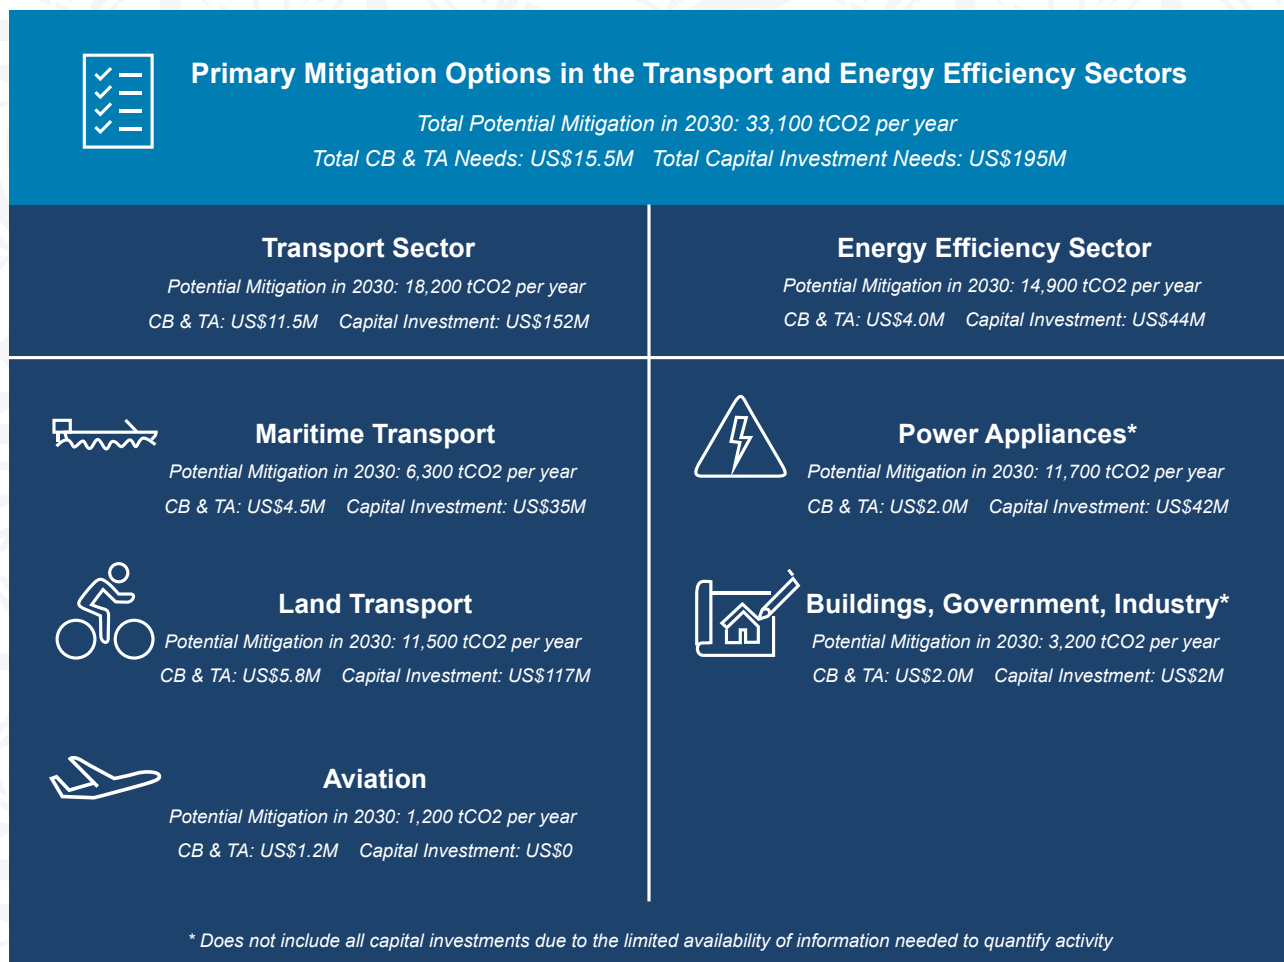 Primary Mitigation Options in the Transport and Energy Efficiency Sectors
Total Potential Mitigation in 2030: 33,100 tCO2 per year
Total CB & TA Needs: US$15.5M Total Capital Investment Needs: US$195M
Transport Sector
Potential Mitigation in 2030: 18,200 tCO2 per year
CB & TA: US$11.5M Capital Investment: US$152M
Energy Efficiency Sector
Potential Mitigation in 2030: 14,900 tCO2 per year
CB & TA: US$4.0M Capital Investment: US$44M
Maritime Transport
Potential Mitigation in 2030: 6,300 tCO2 per year
CB & TA: US$4.5M Capital Investment: US$35M
Land Transport
Potential Mitigation in 2030: 11,500 tCO2 per year
CB & TA: US$5.8M Capital Investment: US$117M
Aviation
Potential Mitigation in 2030: 1,200 tCO2 per year
CB & TA: US$1.2M Capital Investment: US$0
Power Appliances*
Potential Mitigation in 2030: 11,700 tCO2 per year
CB & TA: US$2.0M Capital Investment: US$42M
Buildings, Government, Industry*
Potential Mitigation in 2030: 3,200 tCO2 per year
CB & TA: US$2.0M Capital Investment: US$2M
* Does not include all capital investments due to the limited availability of information needed to quantify activity